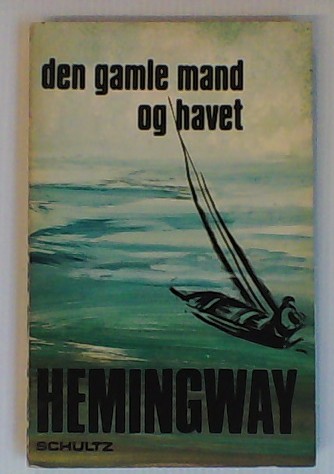 den gamle mand
og havet
HEMINGWAY
SCHULTZ